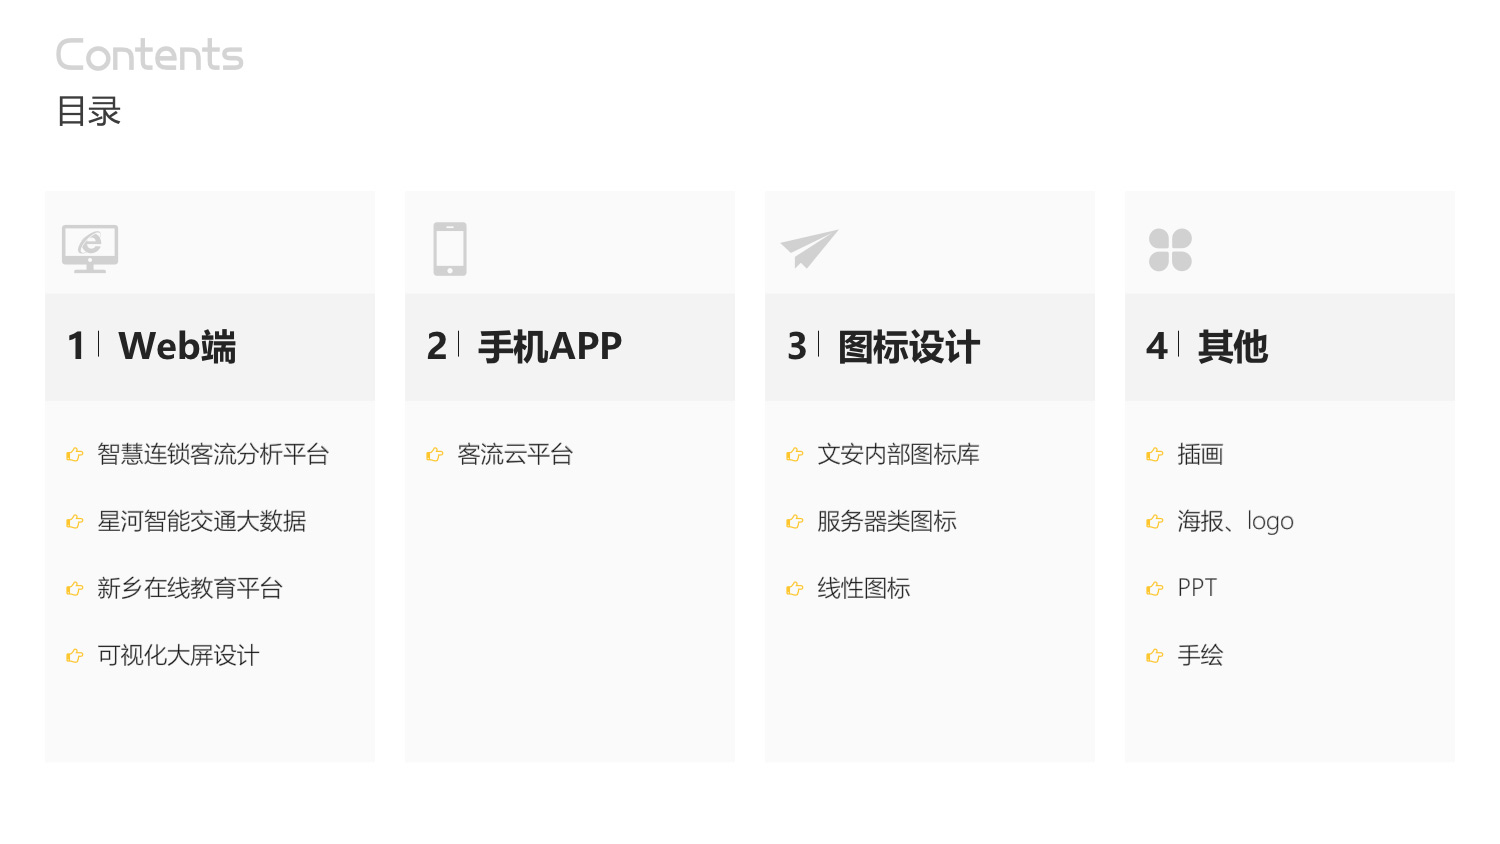 Contents
目录
1 Web端
智慧连锁客流分析平台
星河智能交通大数据
新乡在线教育平台
可视化大屏设计
2 手机APP
客流云平台
3 图标设计
文安内部图标库
服务器类图标
线性图标
4 其他
插画
海报、logo
PPT
手绘